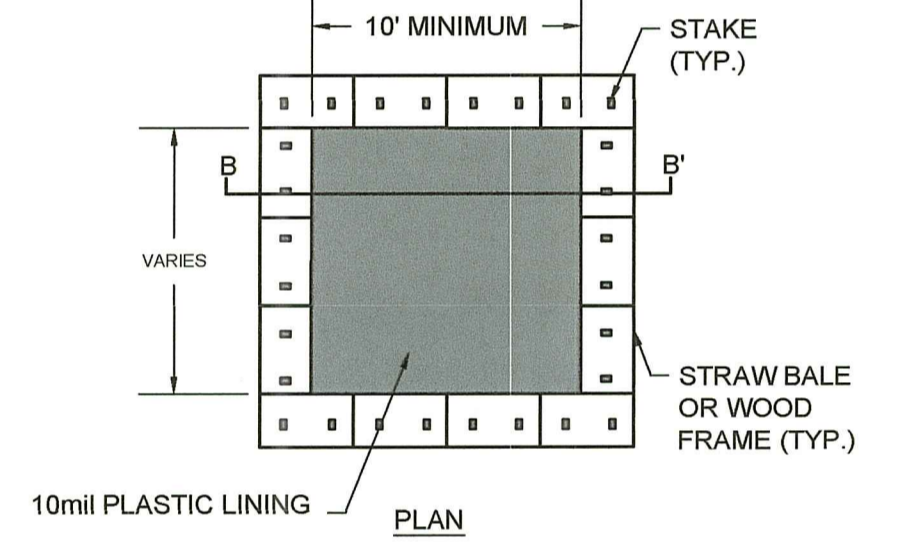 10' MINIMUM
STAKE
(TYP.)
B
B'
VARIES
STRAW BALE
OR WOOD
FRAME (TYP.)
10mil PLASTIC LINING
PLAN